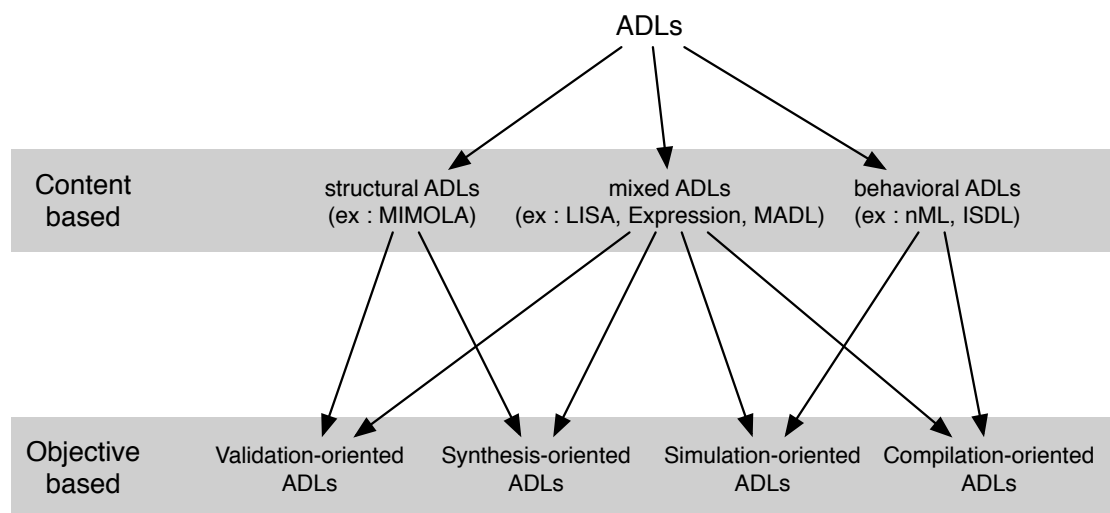 ADLs
Content
based
structural ADLs
(ex : MIMOLA)
mixed ADLs
(ex : LISA, Expression, MADL)
behavioral ADLs
(ex : nML, ISDL)
Objective
based
Validation-oriented
ADLs
Synthesis-oriented
ADLs
Simulation-oriented
ADLs
Compilation-oriented
ADLs